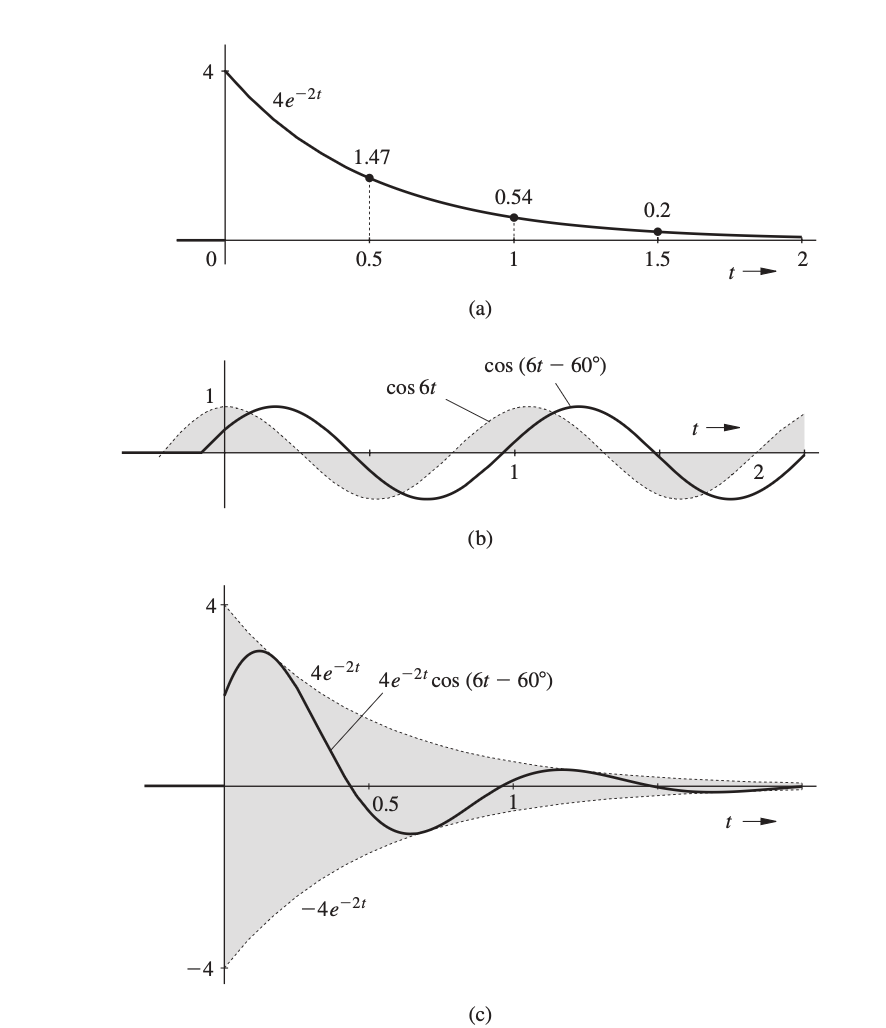 4
4e^{−2t}
1.47
0.54
0.2
0 0.5 1 1.5 2
t
(a)
cos (6t − 60°)
cos 6t
1
t
1 2
(b)
4
4e^{−2t} 4e^{−2t} cos (6t − 60°)
0.5 1
t
−4e^{−2t}
−4
(c)